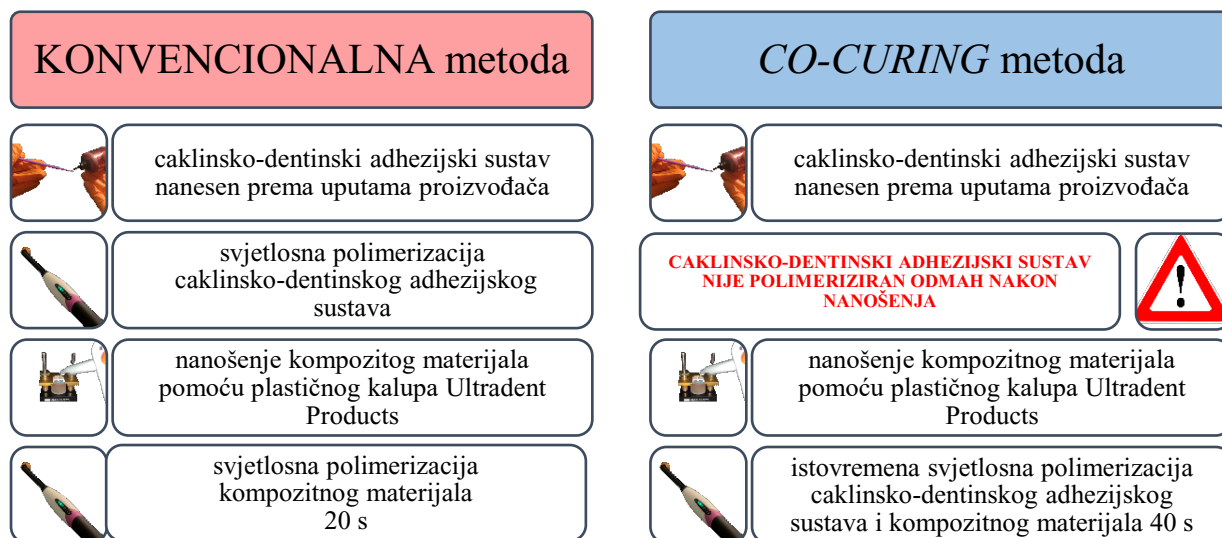 KONVENCIONALNA metoda
caklinsko-dentinski adhezijski sustav
nanesen prema uputama proizvođača
svjetlosna polimerizacija
caklinsko-dentinskog adhezijskog
sustava
nanošenje kompozitog materijala
pomoću plastičnog kalupa Ultradent
Products
svjetlosna polimerizacija
kompozitnog materijala
20 s
CO-CURING metoda
caklinsko-dentinski adhezijski sustav
nanesen prema uputama proizvođača
CAKLINSKO-DENTINSKI ADHEZIJSKI SUSTAV
NIJE POLIMERIZIRAN ODMAH NAKON
NANOŠENJA
nanošenje kompozitnog materijala
pomoću plastičnog kalupa Ultradent
Products
istovremena svjetlosna polimerizacija
caklinsko-dentinskog adhezijskog
sustava i kompozitnog materijala 40 s